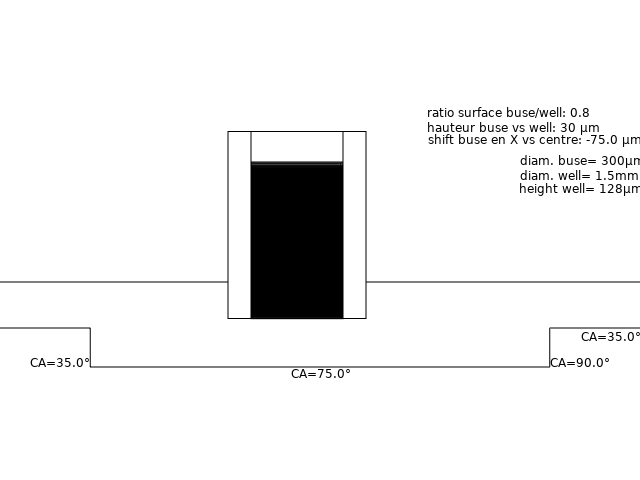 ratio surface buse/well: 0.8
hauteur buse vs well: 30 µm
shift buse en X vs centre: -75.0 µm
diam. buse= 300µm
diam. well= 1.5mm
height well= 128µm
CA=35.0°
CA=35.0°
CA=90.0°
CA=75.0°